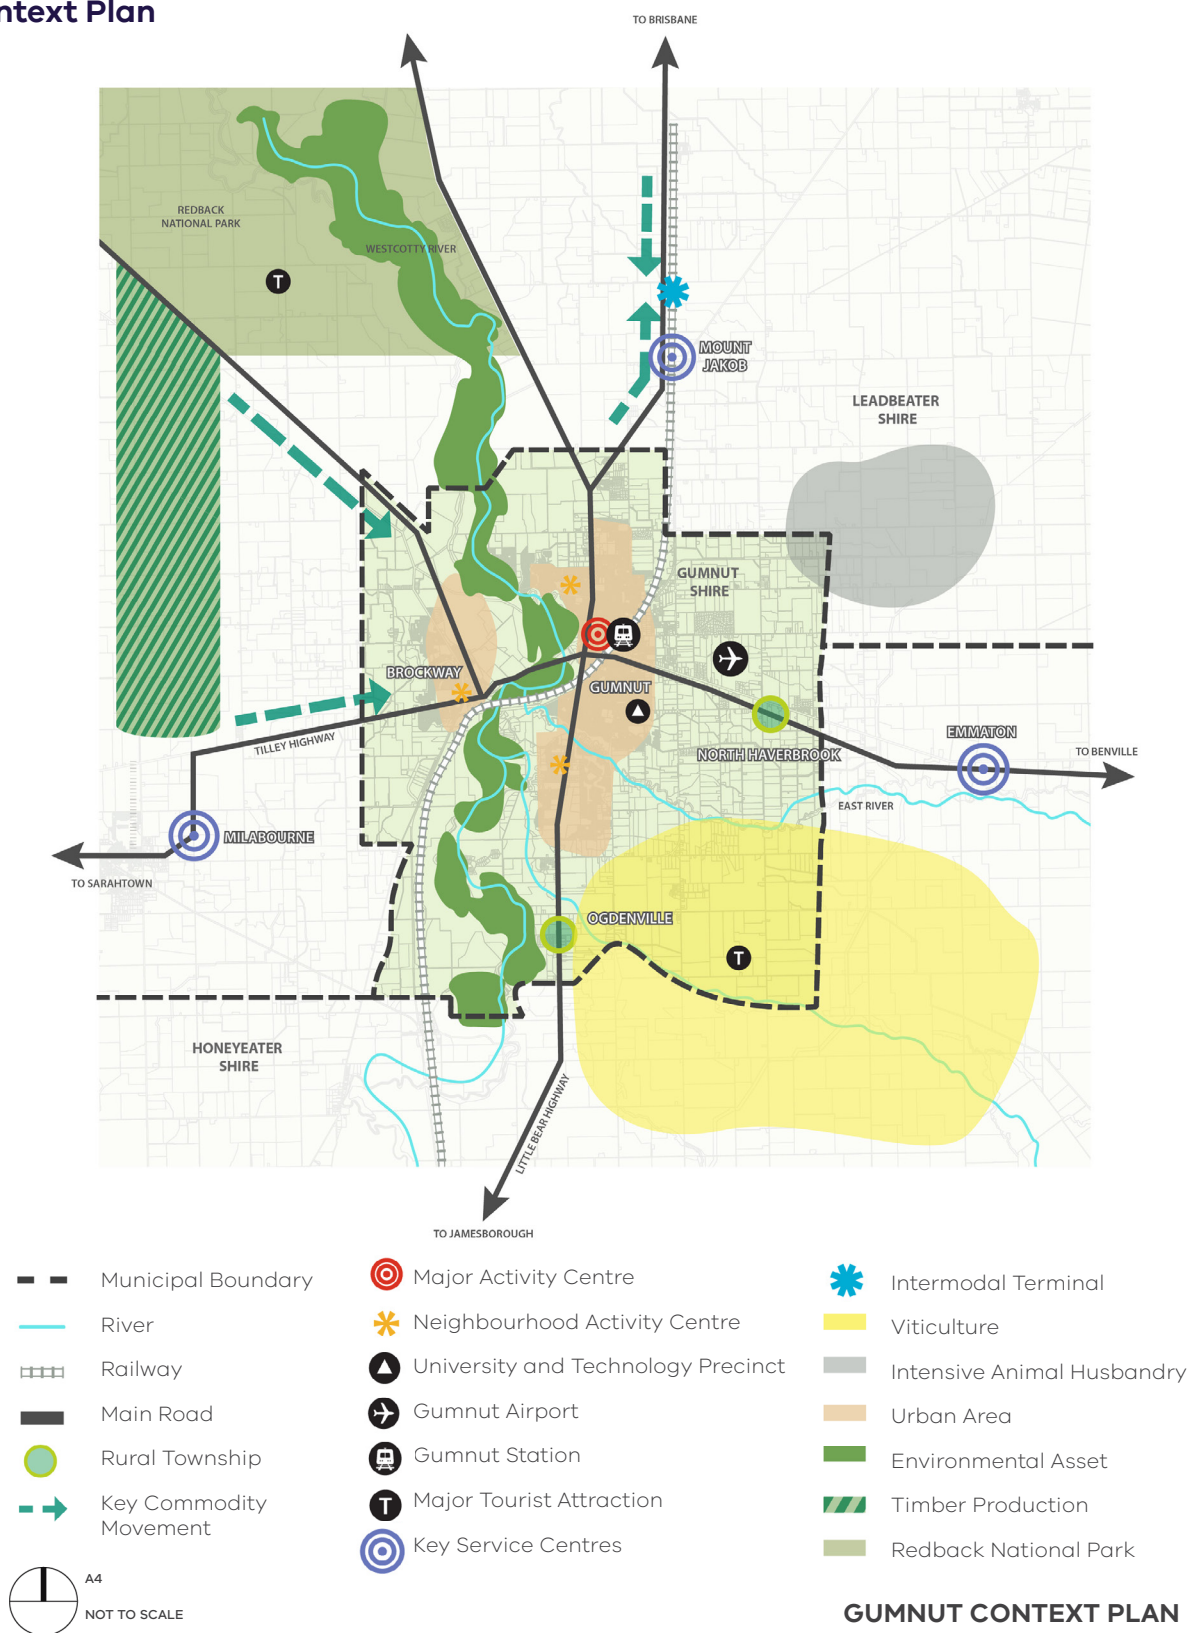 ntext Plan
TO BRISBANE
REDBACK
NATIONAL PARK
WESTCOTTY RIVER
T
MOUNT
JAKOB
LEADBEATER
SHIRE
GUMNUT
SHIRE
BROCKWAY
GUMNUT
TILLEY HIGHWAY
NORTH HAVERBROOK
EMMATON
TO BENVILLE
EAST RIVER
MILABOURNE
TO SARAHTOWN
OGDENVILLE
T
HONEYEATER
SHIRE
LITTLE BEAR HIGHWAY
TO JAMESBOROUGH
Municipal Boundary
River
Railway
Main Road
Rural Township
Key Commodity
Movement
Major Activity Centre
Neighbourhood Activity Centre
University and Technology Precinct
Gumnut Airport
Gumnut Station
T Major Tourist Attraction
Key Service Centres
Intermodal Terminal
Viticulture
Intensive Animal Husbandry
Urban Area
Environmental Asset
Timber Production
Redback National Park
A4
NOT TO SCALE
GUMNUT CONTEXT PLAN